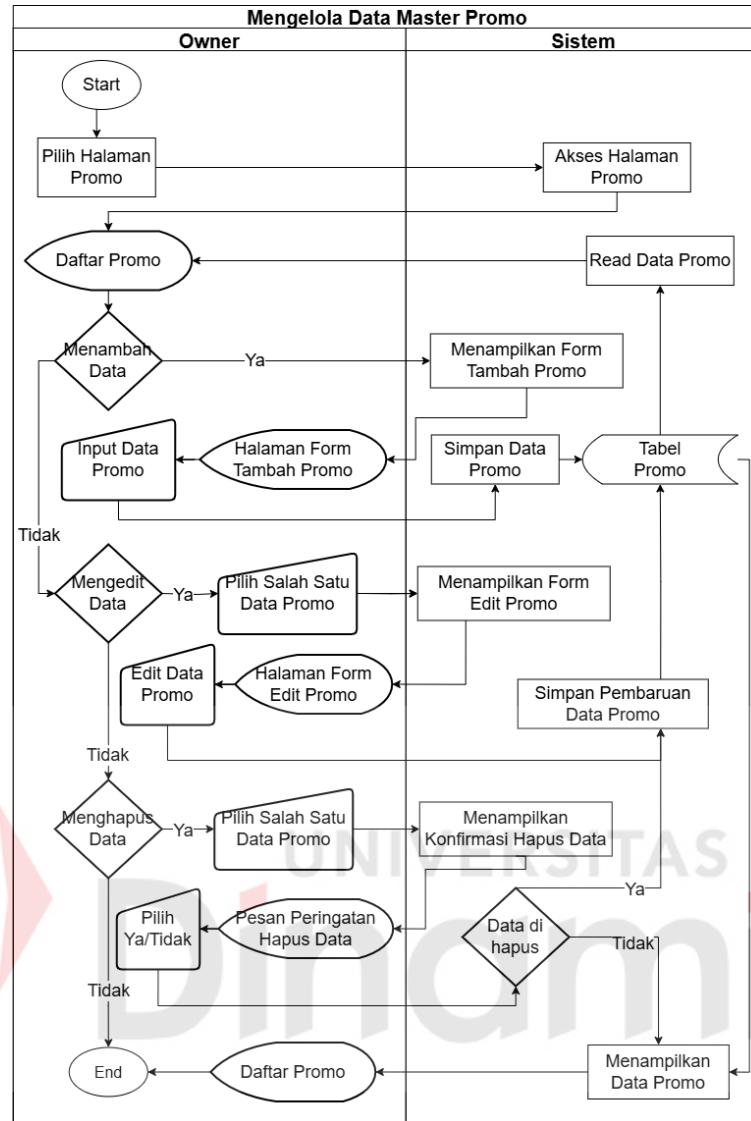 Mengelola Data Master Promo
Owner
Sistem
Start
Pilih Halaman
Promo
Akses Halaman
Promo
Daftar Promo
Read Data Promo
Menambah
Data
Ya
Menampilkan Form
Tambah Promo
Input Data
Promo
Halaman Form
Tambah Promo
Simpan Data
Promo
Tabel
Promo
Tidak
Mengedit
Data
Ya
Pilih Salah Satu
Data Promo
Menampilkan Form
Edit Promo
Edit Data
Promo
Halaman Form
Edit Promo
Simpan Pembaruan
Data Promo
Tidak
Menghapus
Data
Ya
Pilih Salah Satu
Data Promo
Menampilkan
Konfirmasi Hapus Data
UNIVERSITAS
Dinami
Ya
Pilih
Ya/Tidak
Pesan Peringatan
Hapus Data
Data di
hapus
Tidak
Tidak
End
Daftar Promo
Menampilkan
Data Promo